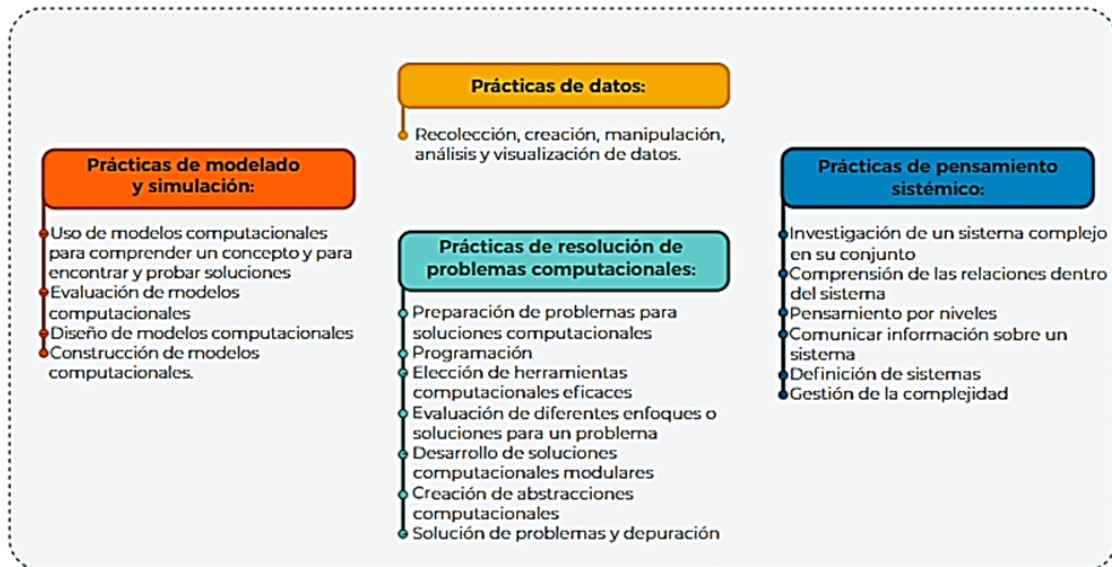 Prácticas de datos:
Recolección, creación, manipulación,
análisis y visualización de datos.
Prácticas de modelado
y simulación:
Uso de modelos computacionales
para comprender un concepto y para
encontrar y probar soluciones
Evaluación de modelos
computacionales
Diseño de modelos computacionales
Construcción de modelos
computacionales.
Prácticas de resolución de
problemas computacionales:
Preparación de problemas para
soluciones computacionales
Programación
Elección de herramientas
computacionales eficaces
Evaluación de diferentes enfoques o
soluciones para un problema
Desarrollo de soluciones
computacionales modulares
Creación de abstracciones
computacionales
Solución de problemas y depuración
Prácticas de pensamiento
sistémico:
Investigación de un sistema complejo
en su conjunto
Comprensión de las relaciones dentro
del sistema
Pensamiento por niveles
Comunicar información sobre un
sistema
Definición de sistemas
Gestión de la complejidad